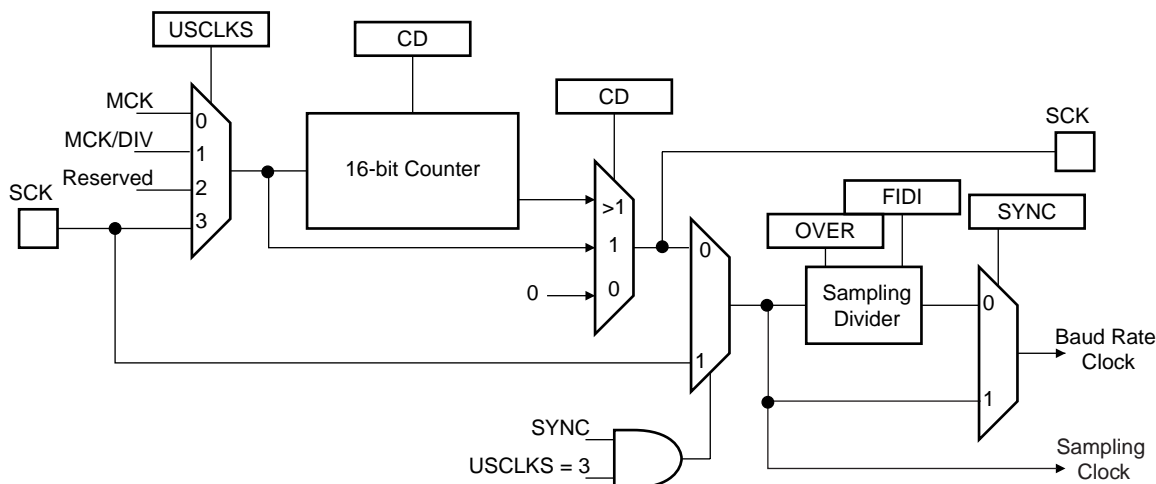 USCLKS
CD
CD
MCK
0
MCK/DIV
1
16-bit Counter
Reserved
2
SCK
3
>1
1
0
0
SCK
FIDI
OVER
SYNC
0
Sampling
Divider
0
1
Baud Rate
Clock
1
SYNC
USCLKS = 3
Sampling
Clock